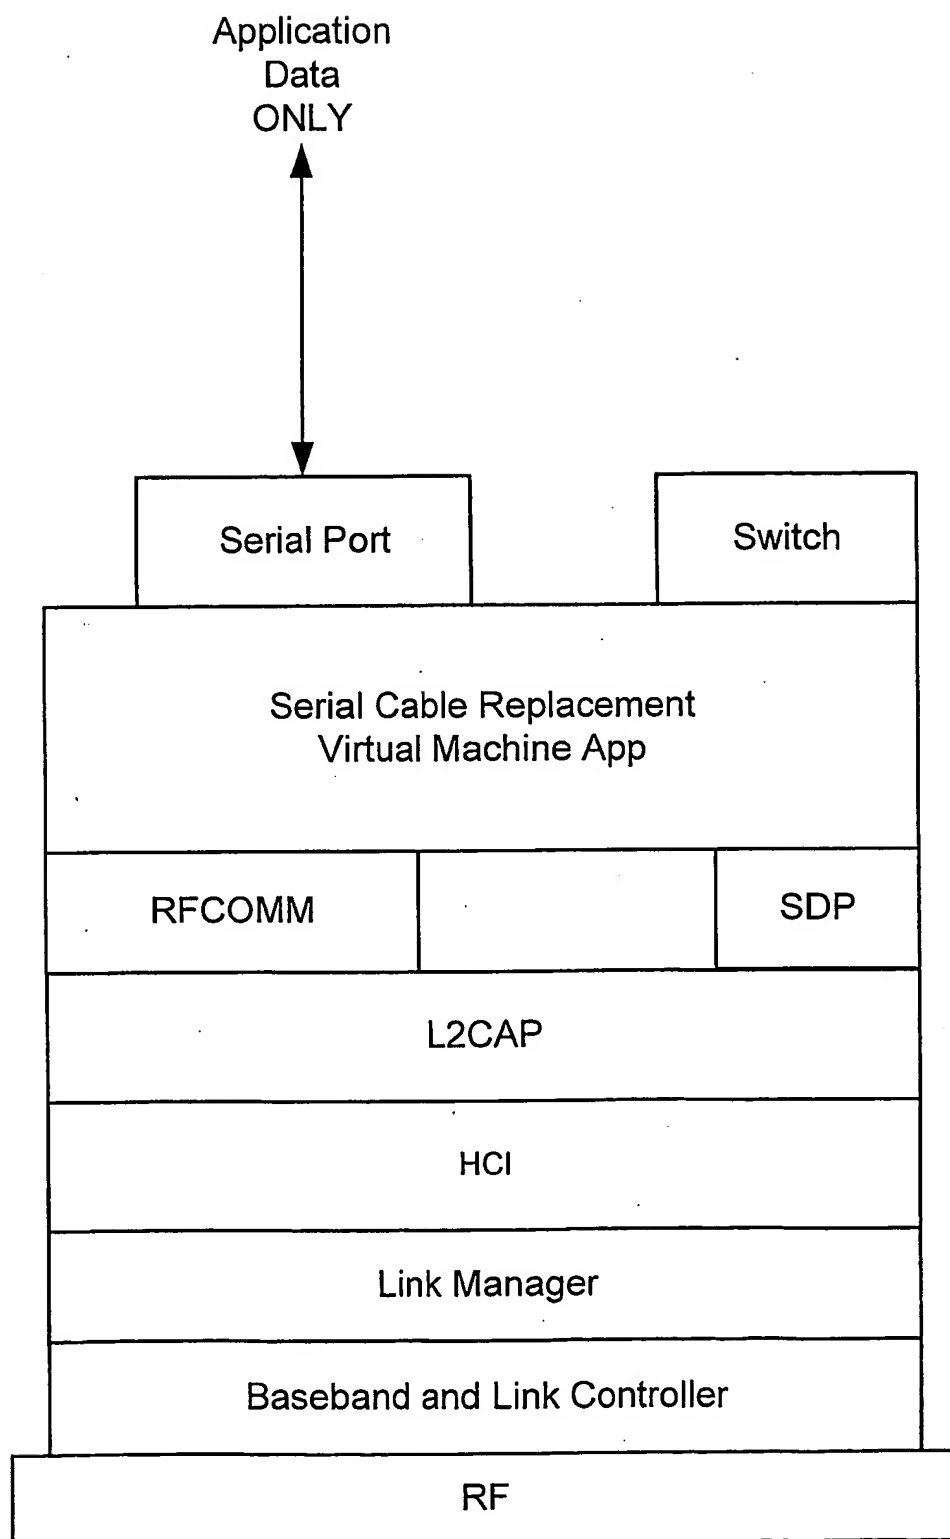 Application
Data
ONLY
Serial Port
Switch
Serial Cable Replacement
Virtual Machine App
RFCOMM
SDP
L2CAP
HCI
Link Manager
Baseband and Link Controller
RF